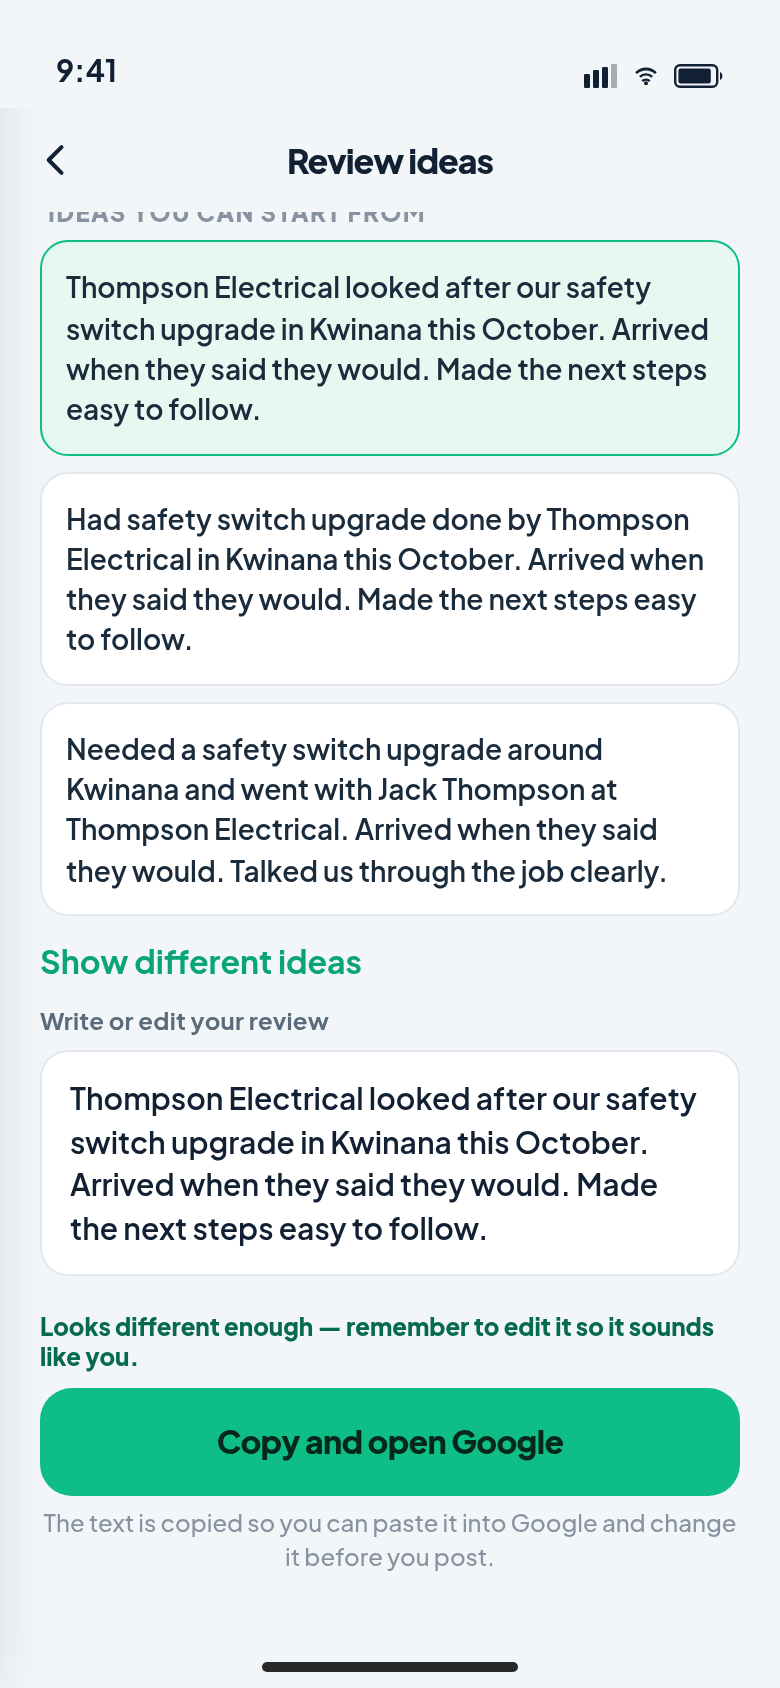 9:41
Review ideas
IDEAS YOU CAN START FROM
Thompson Electrical looked after our safety
switch upgrade in Kwinana this October. Arrived
when they said they would. Made the next steps
easy to follow.
Had safety switch upgrade done by Thompson
Electrical in Kwinana this October. Arrived when
they said they would. Made the next steps easy
to follow.
Needed a safety switch upgrade around
Kwinana and went with Jack Thompson at
Thompson Electrical. Arrived when they said
they would. Talked us through the job clearly.
Show different ideas
Write or edit your review
Thompson Electrical looked after our safety
switch upgrade in Kwinana this October.
Arrived when they said they would. Made
the next steps easy to follow.
Looks different enough — remember to edit it so it sounds
like you.
Copy and open Google
The text is copied so you can paste it into Google and change
it before you post.